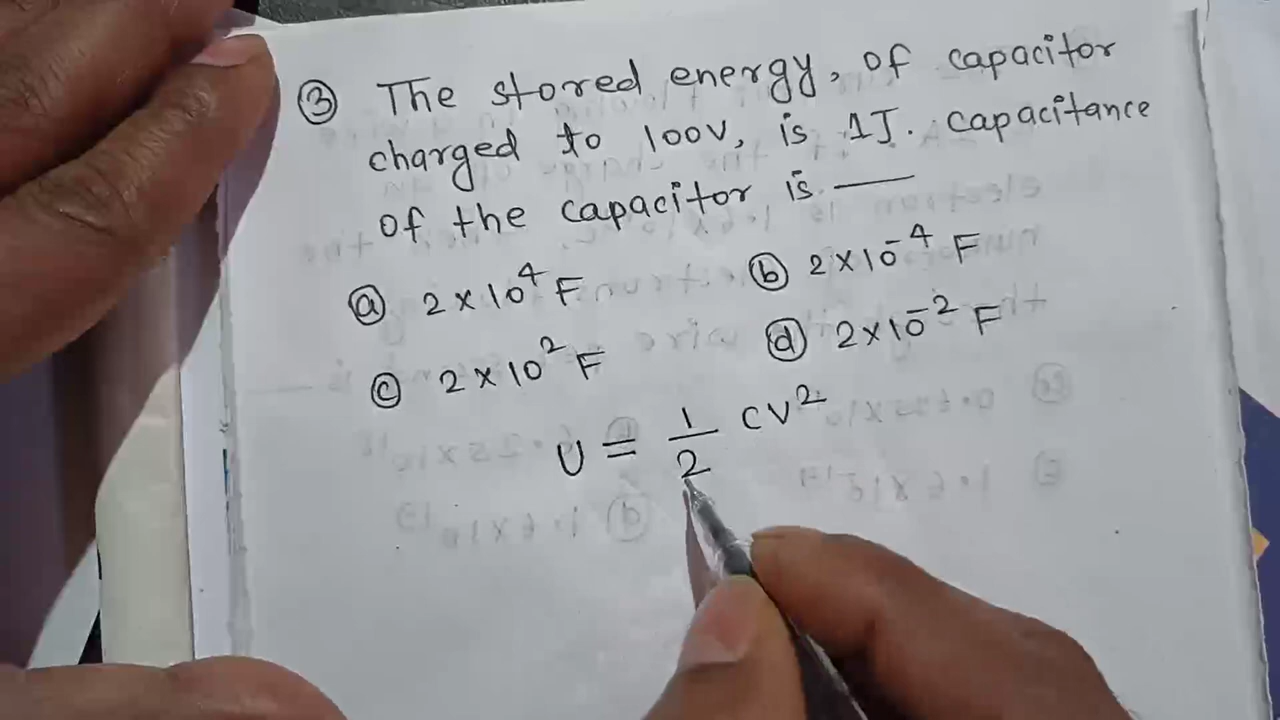 ③ The stored energy, of capacitor
charged to 100V, is 1J. capacitance
of the capacitor is ——
ⓐ 2×10⁴ F ⓑ 2×10⁻⁴ F
ⓒ 2×10² F ⓓ 2×10⁻² F
U = 1/2 CV²